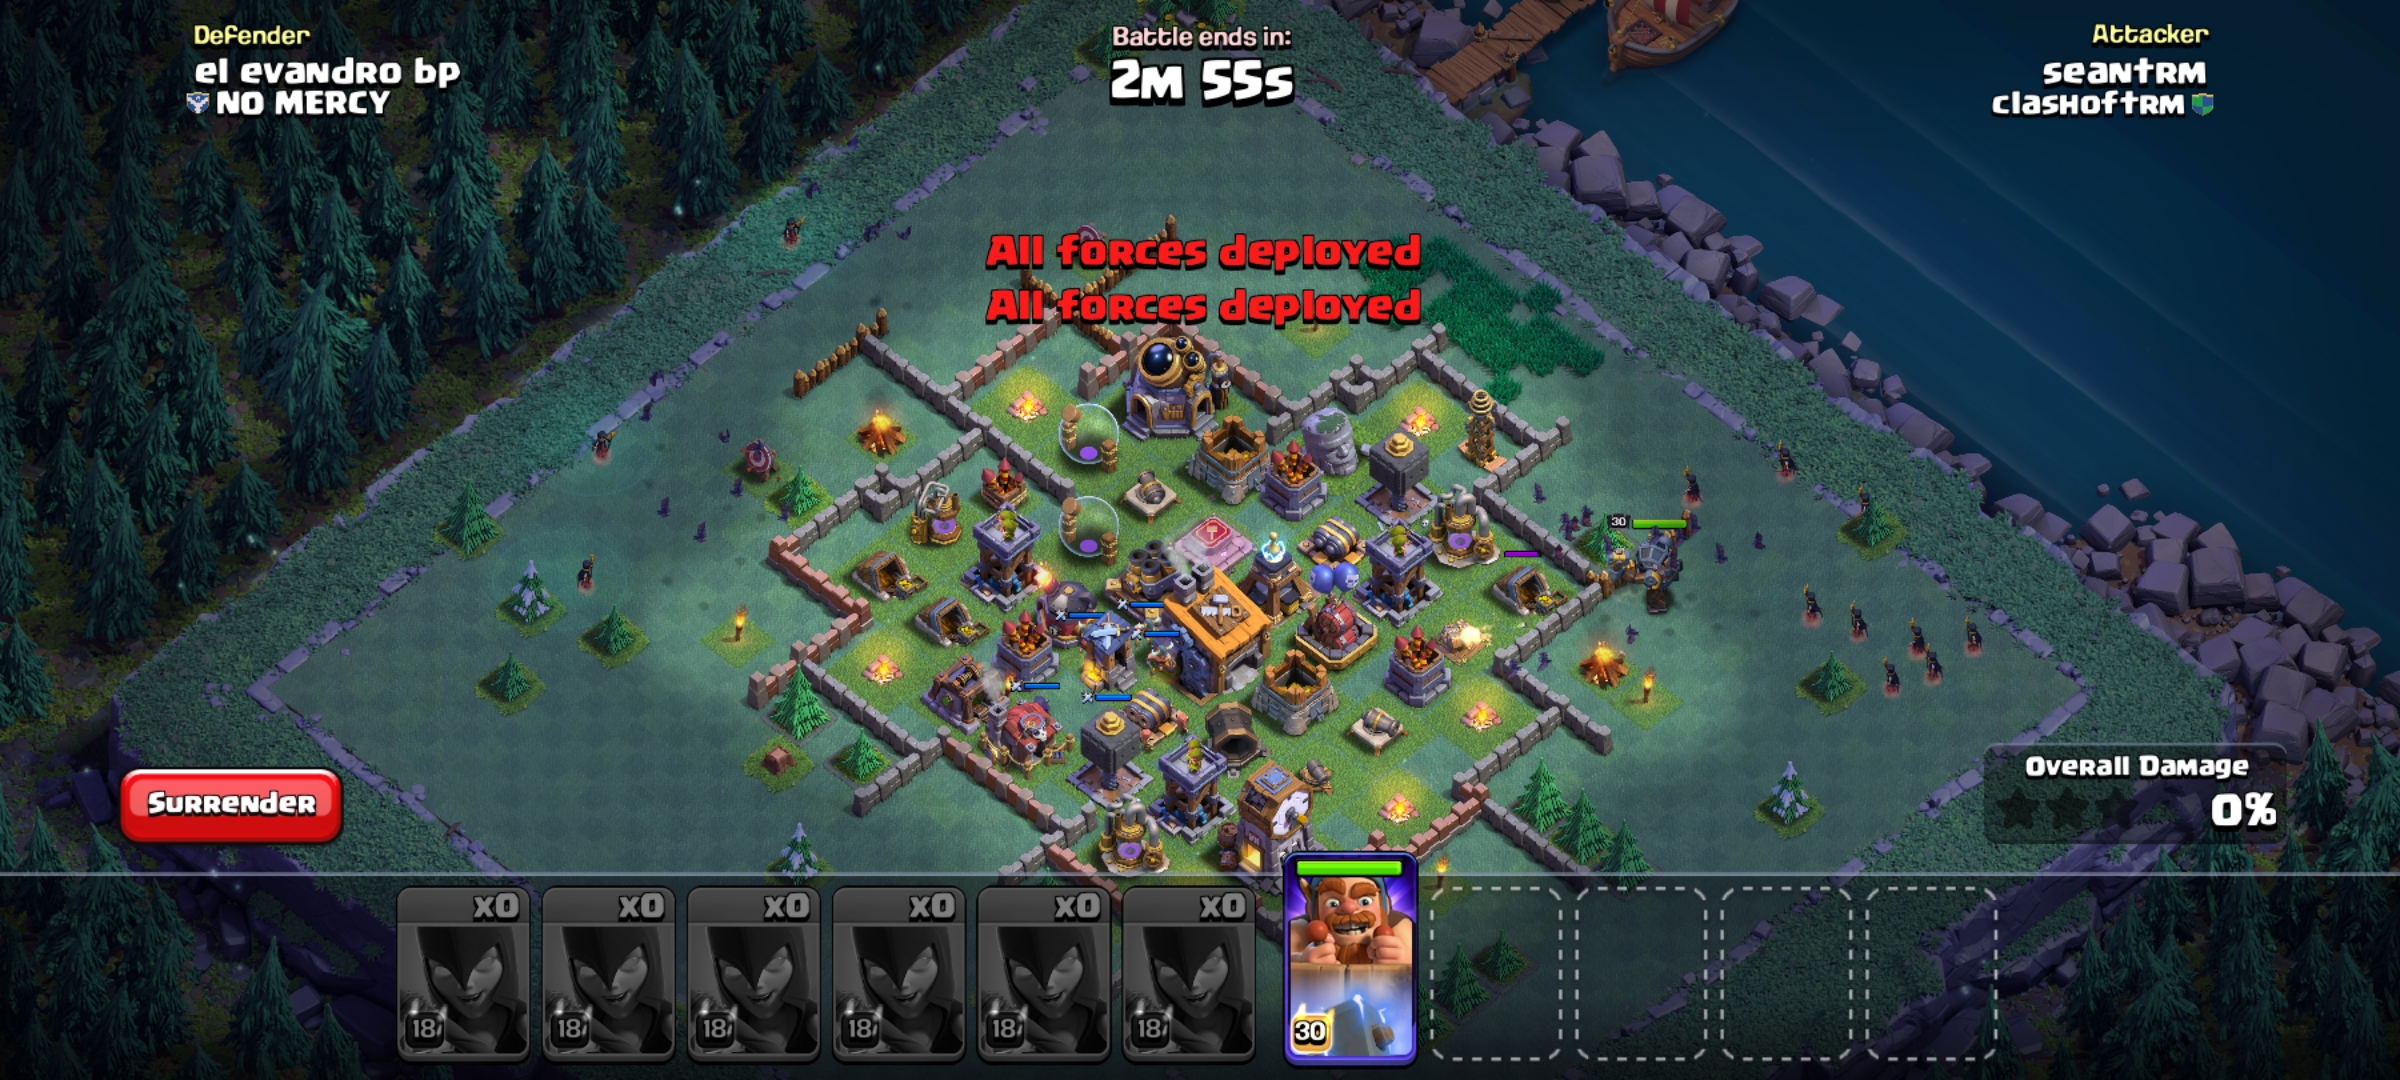 Defender
el evandro bp
NO MERCY
Battle ends in:
2M 55s
Attacker
seantrm
clashoftrm
All forces deployed
All forces deployed
30
Surrender
Overall Damage
0%
x0 x0 x0 x0 x0 x0
18 18 18 18 18 18 30